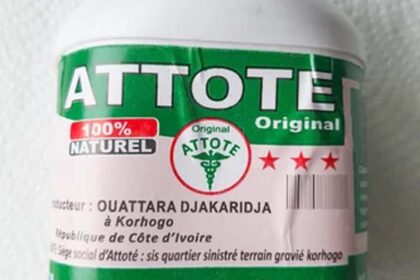 ATTOTE
Original
100%
NATUREL
Original
ATTOTE
ducteur : OUATTARA DJAKARIDJA
à Korhogo
République de Côte d'Ivoire
Siège social d'Attoté : sis quartier sinistré terrain gravié korhogo